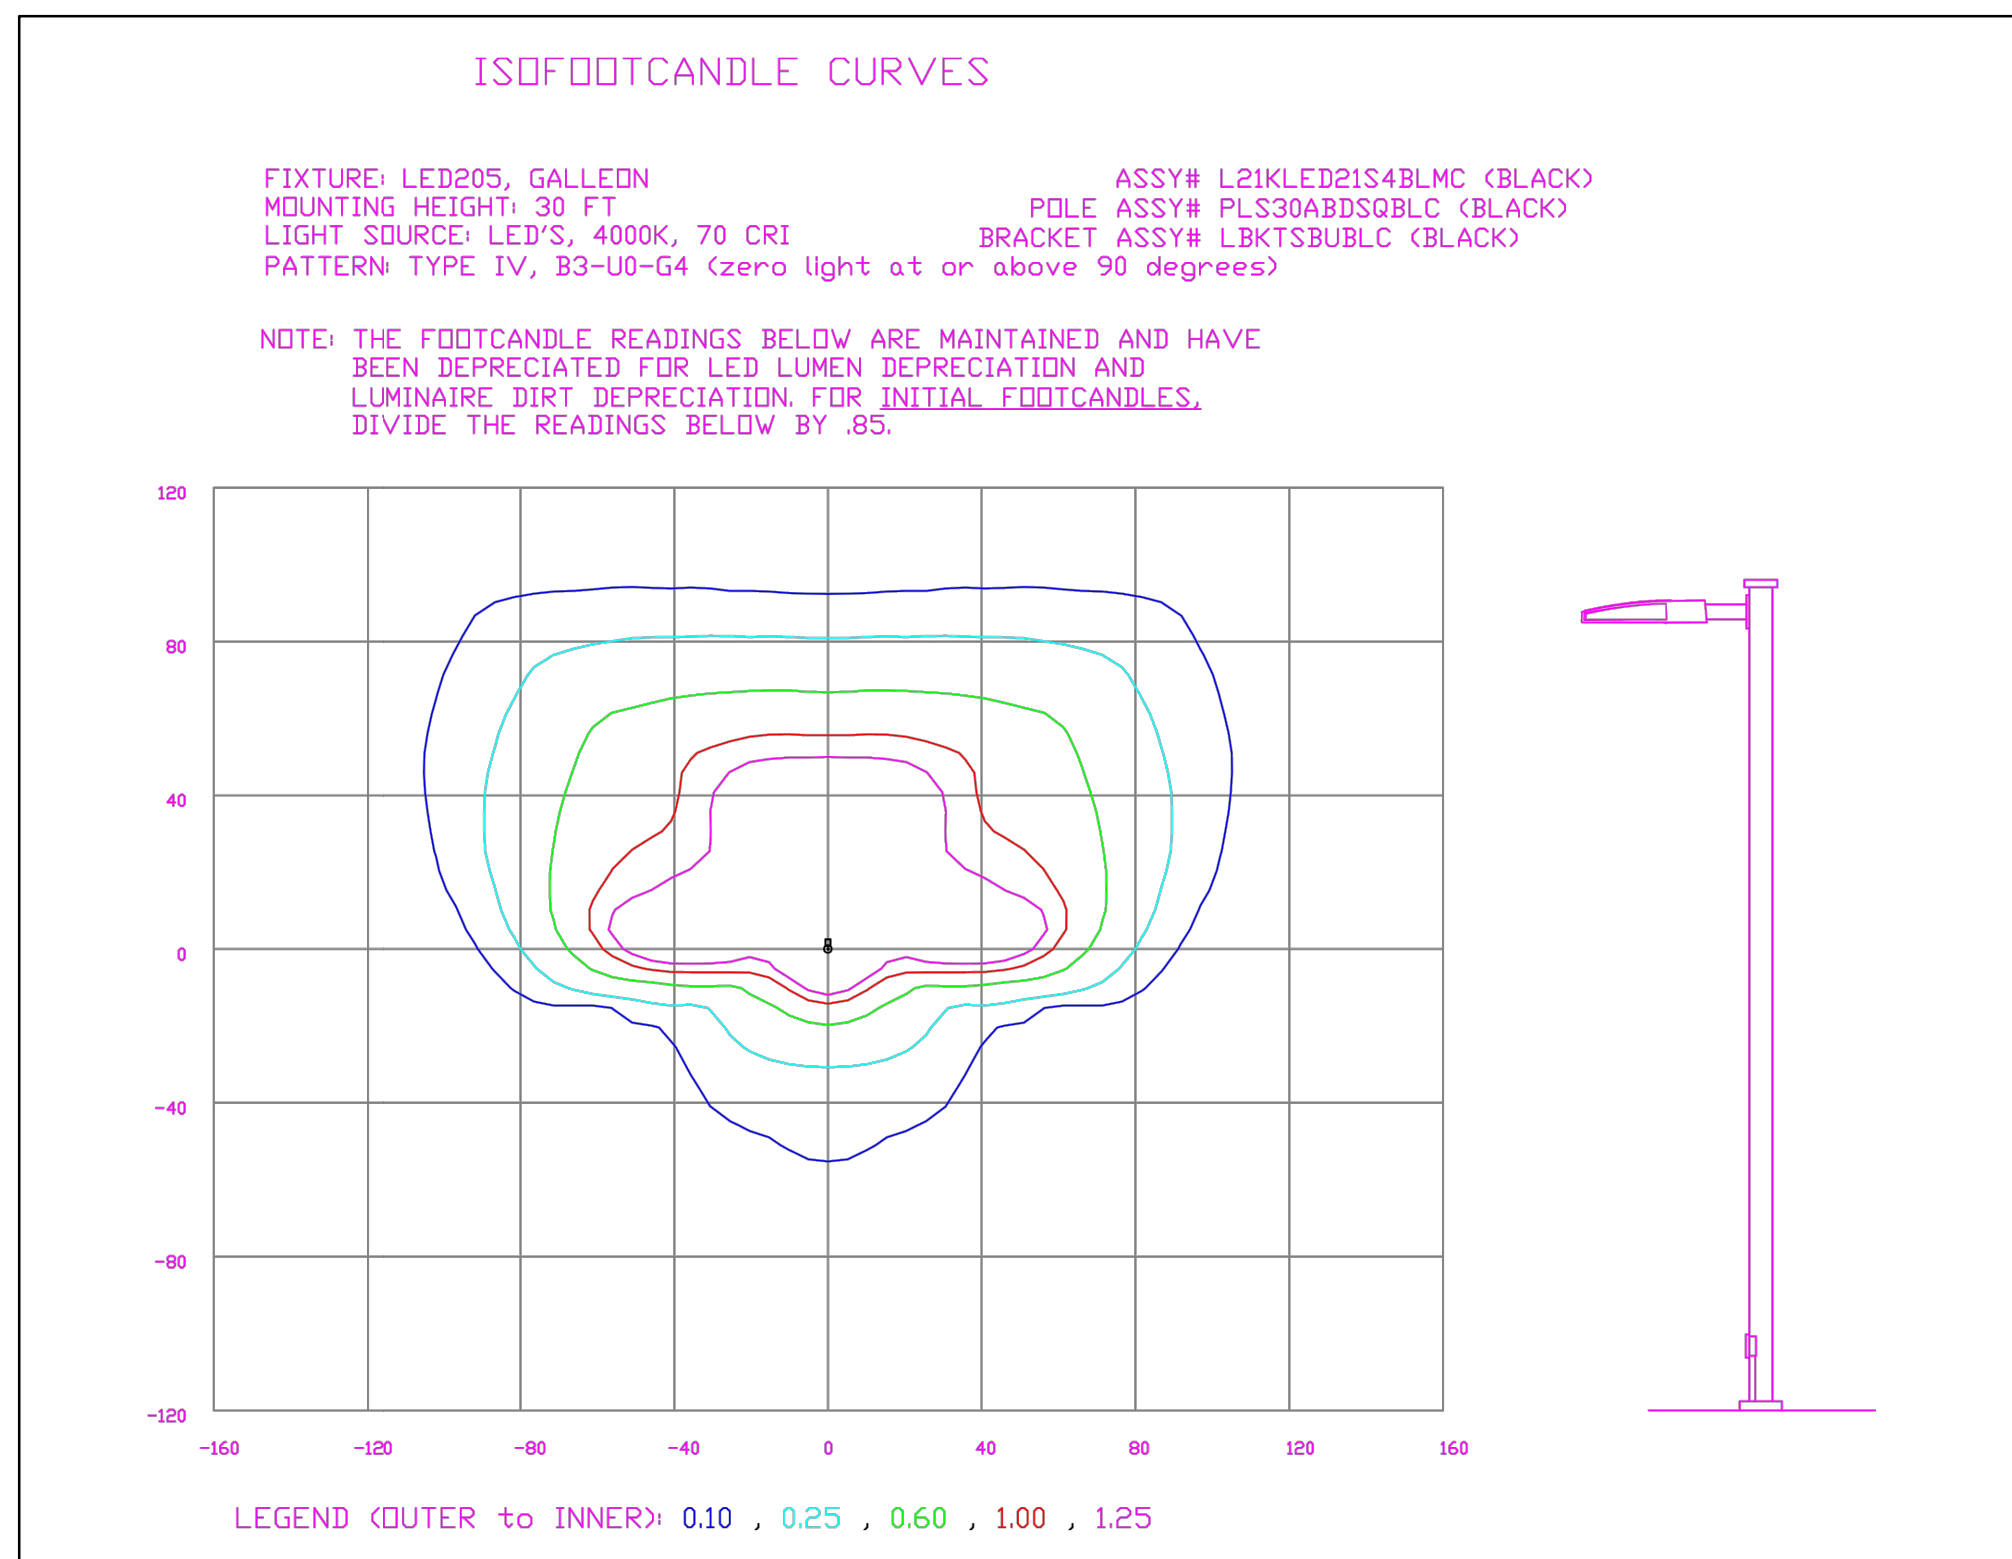 ISOFOOTCANDLE CURVES
FIXTURE: LED205, GALLEON
MOUNTING HEIGHT: 30 FT
LIGHT SOURCE: LED'S, 4000K, 70 CRI
PATTERN: TYPE IV, B3-U0-G4 (zero light at or above 90 degrees)
ASSY# L21KLED21S4BLMC (BLACK)
POLE ASSY# PLS30ABDSQBLC (BLACK)
BRACKET ASSY# LBKTSBUBLC (BLACK)
NOTE: THE FOOTCANDLE READINGS BELOW ARE MAINTAINED AND HAVE
BEEN DEPRECIATED FOR LED LUMEN DEPRECIATION AND
LUMINAIRE DIRT DEPRECIATION. FOR INITIAL FOOTCANDLES,
DIVIDE THE READINGS BELOW BY .85.
120
80
40
0
-40
-80
-120
-160 -120 -80 -40 0 40 80 120 160
LEGEND (OUTER to INNER): 0.10 , 0.25 , 0.60 , 1.00 , 1.25